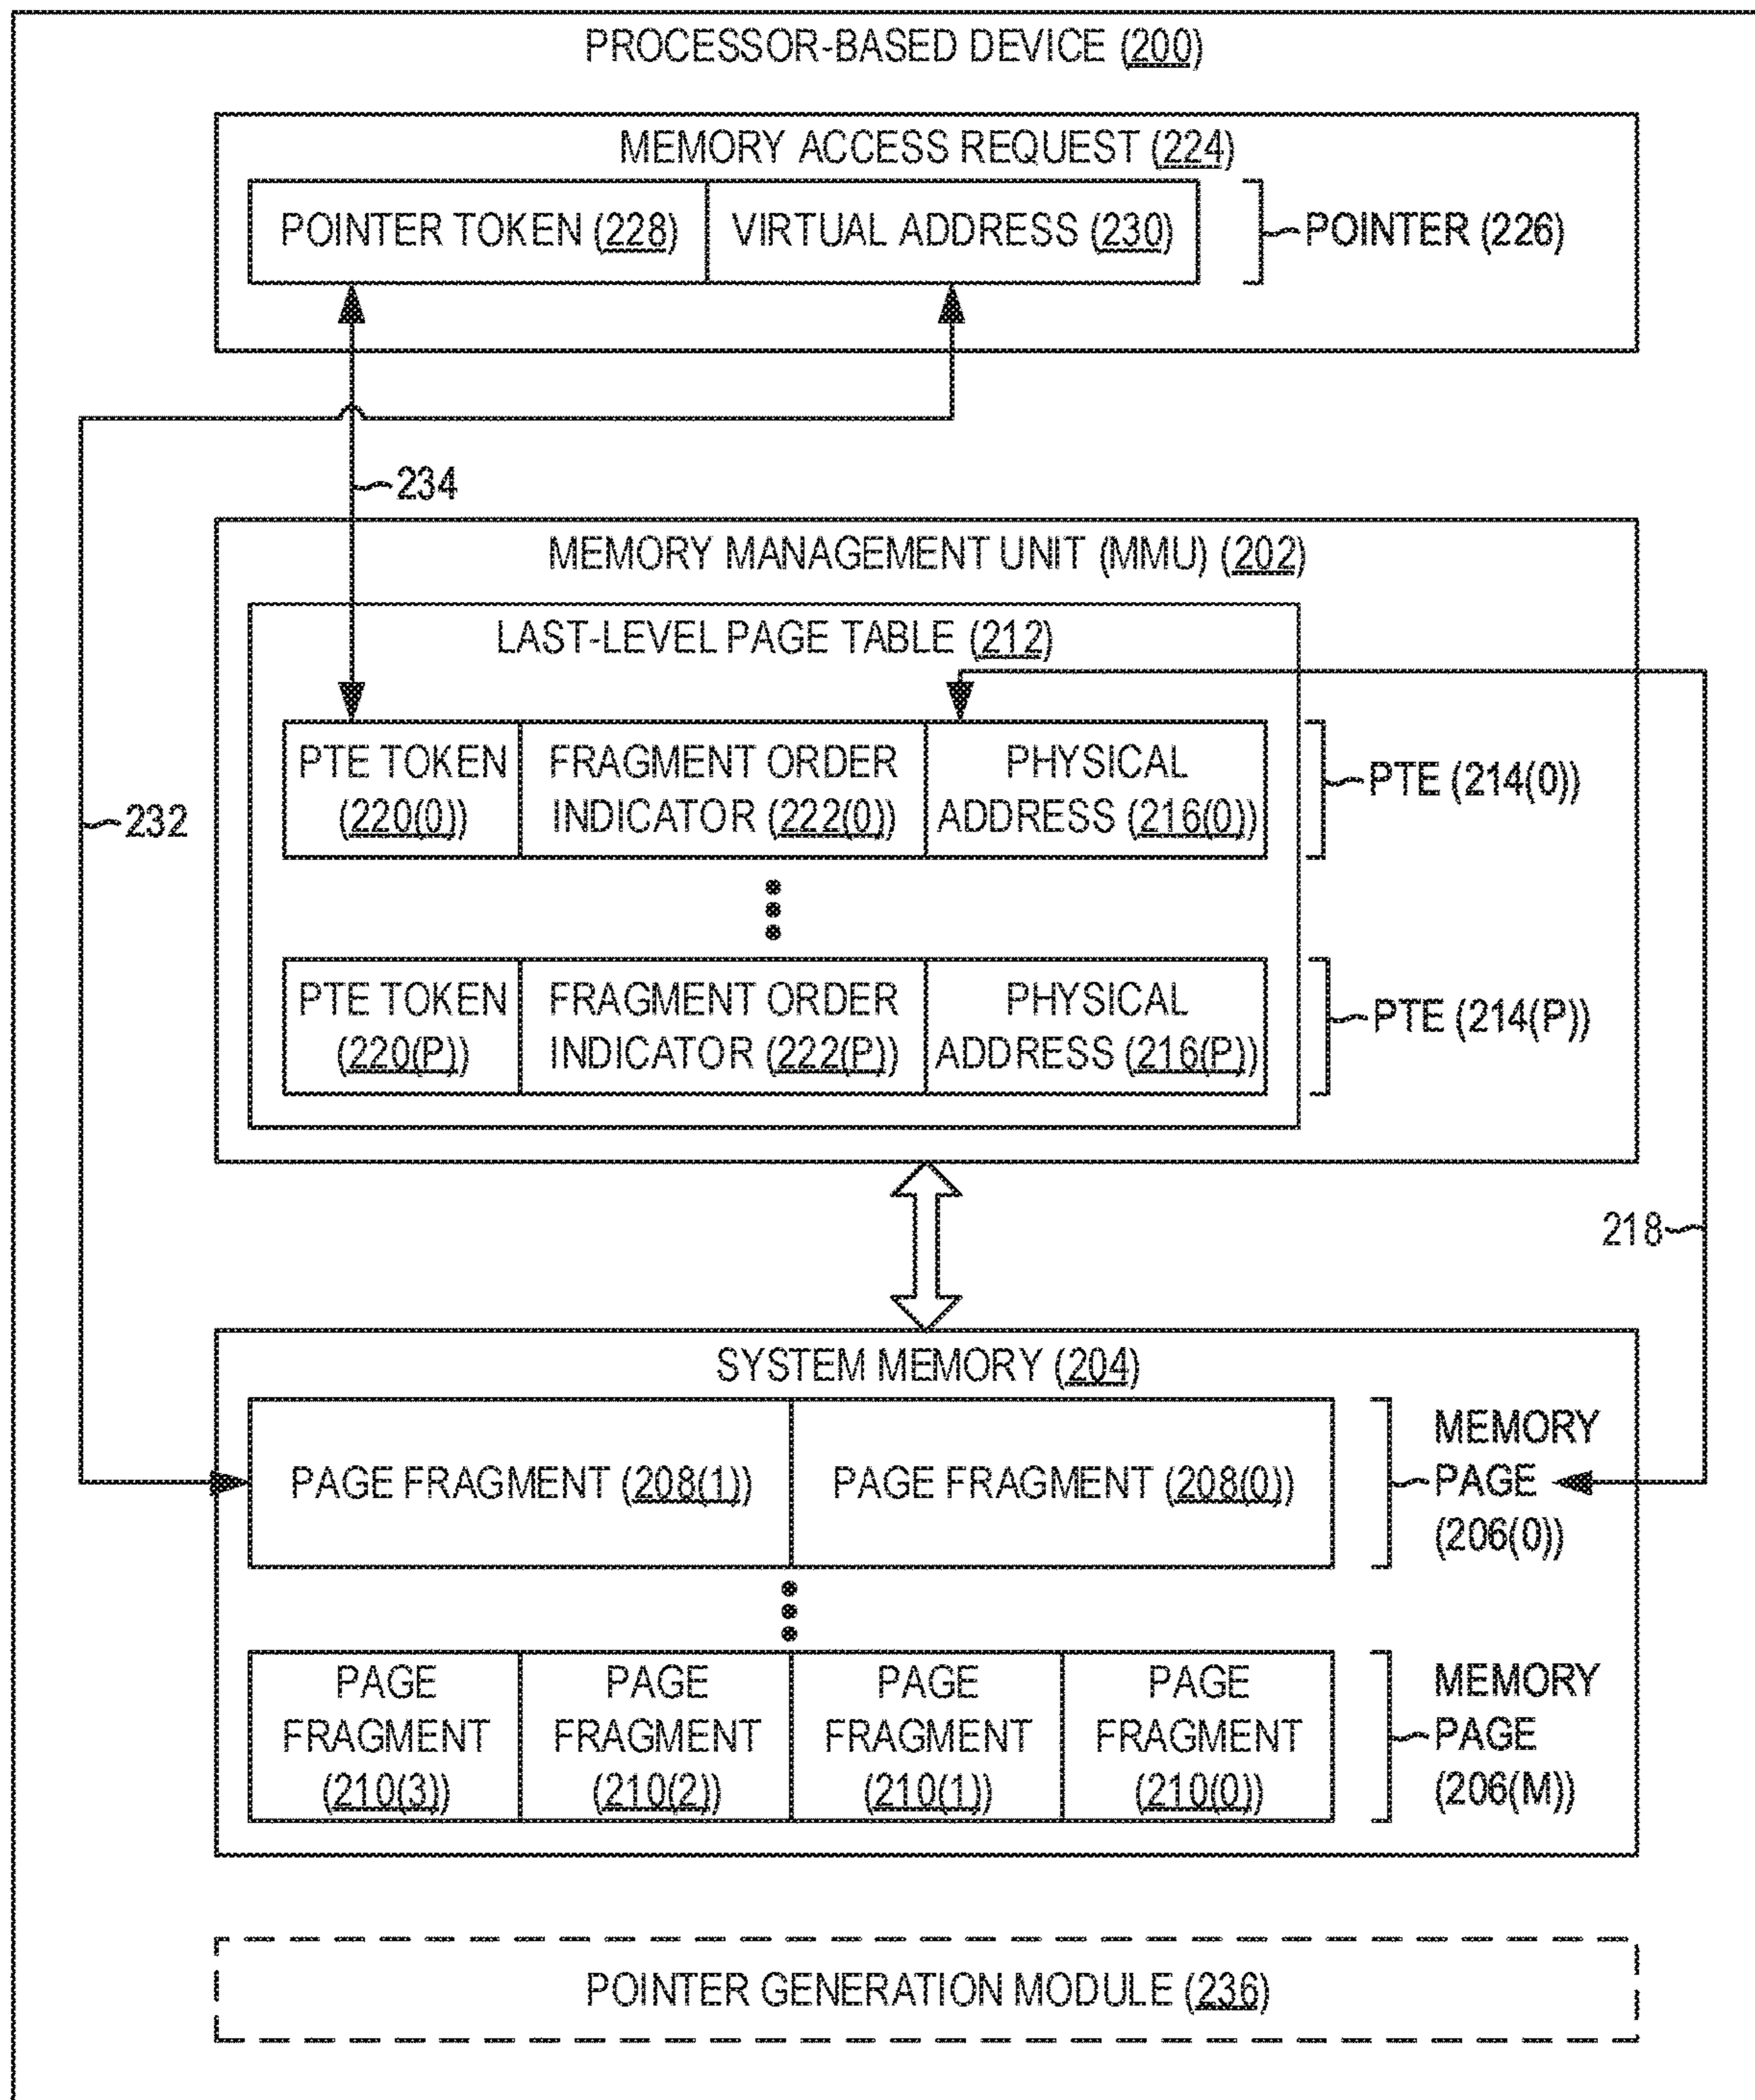 PROCESSOR-BASED DEVICE (200)
MEMORY ACCESS REQUEST (224)
POINTER TOKEN (228)
VIRTUAL ADDRESS (230)
POINTER (226)
234
232
MEMORY MANAGEMENT UNIT (MMU) (202)
LAST-LEVEL PAGE TABLE (212)
PTE TOKEN
(220(0))
FRAGMENT ORDER
INDICATOR (222(0))
PHYSICAL
ADDRESS (216(0))
PTE (214(0))
PTE TOKEN
(220(P))
FRAGMENT ORDER
INDICATOR (222(P))
PHYSICAL
ADDRESS (216(P))
PTE (214(P))
218
SYSTEM MEMORY (204)
PAGE FRAGMENT (208(1))
PAGE FRAGMENT (208(0))
MEMORY
PAGE
(206(0))
PAGE
FRAGMENT
(210(3))
PAGE
FRAGMENT
(210(2))
PAGE
FRAGMENT
(210(1))
PAGE
FRAGMENT
(210(0))
MEMORY
PAGE
(206(M))
POINTER GENERATION MODULE (236)